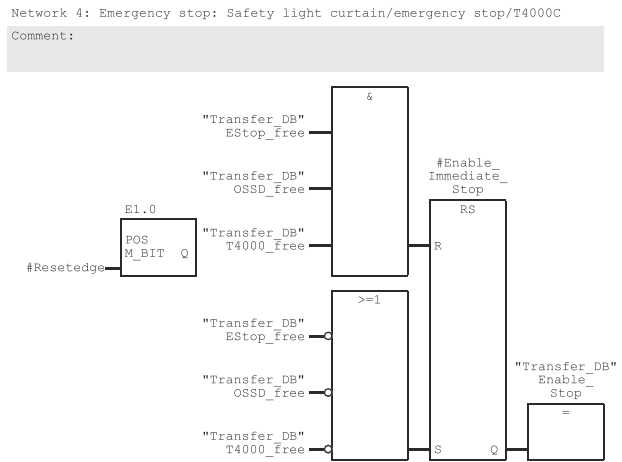 Network 4: Emergency stop: Safety light curtain/emergency stop/T4000C
Comment:
&
"Transfer_DB"
EStop_free
"Transfer_DB"
OSSD_free
#Enable_
Immediate_
Stop
E1.0
RS
POS
M_BIT Q
"Transfer_DB"
T4000_free
R
#Resetedge
>=1
"Transfer_DB"
EStop_free
"Transfer_DB"
OSSD_free
"Transfer_DB"
Enable_
Stop
=
"Transfer_DB"
T4000_free
S Q